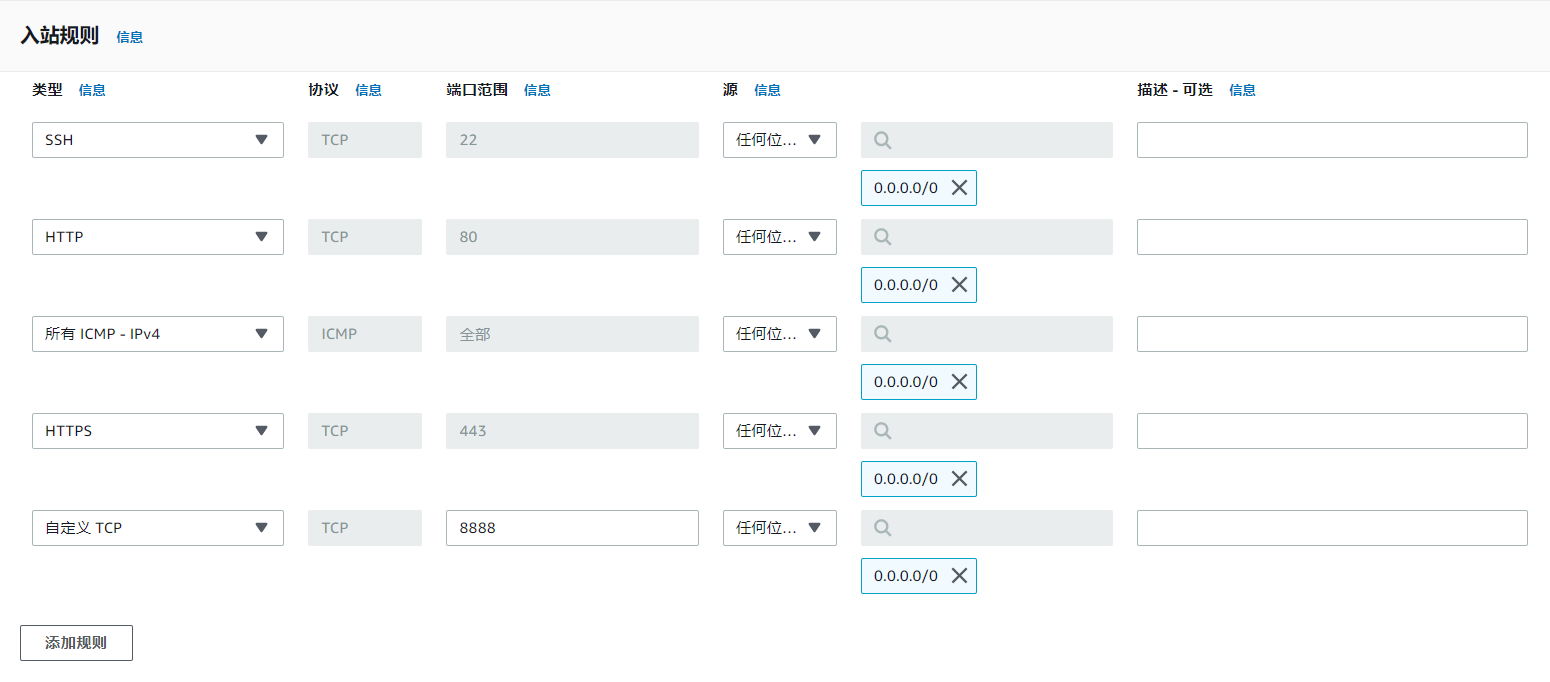 入站规则 信息
类型 信息 协议 信息 端口范围 信息 源 信息 描述 - 可选 信息
SSH TCP 22 任何位...
0.0.0.0/0
HTTP TCP 80 任何位...
0.0.0.0/0
所有 ICMP - IPv4 ICMP 全部 任何位...
0.0.0.0/0
HTTPS TCP 443 任何位...
0.0.0.0/0
自定义 TCP TCP 8888 任何位...
0.0.0.0/0
添加规则